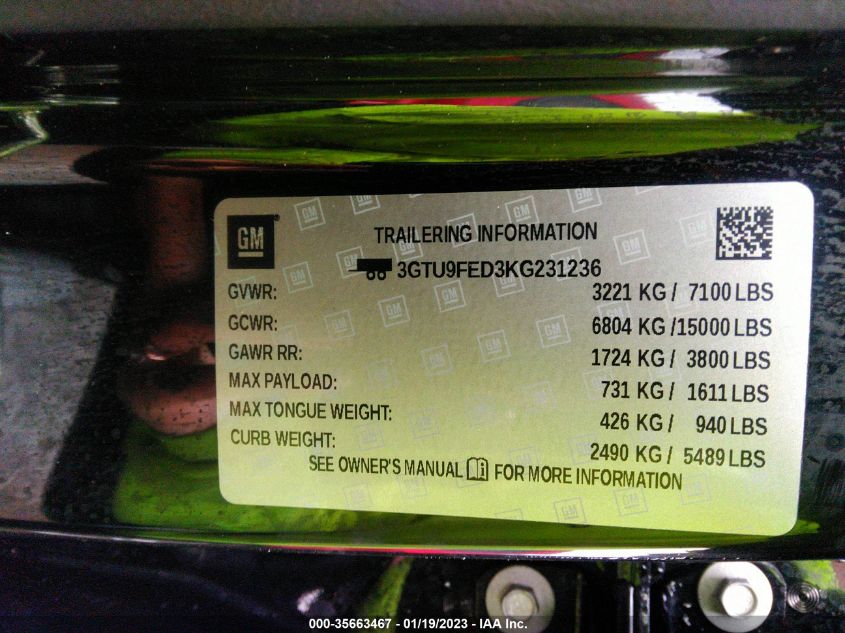 GM ® TRAILERING INFORMATION
3GTU9FED3KG231236
GVWR: 3221 KG / 7100 LBS
GCWR: 6804 KG /15000 LBS
GAWR RR: 1724 KG / 3800 LBS
MAX PAYLOAD: 731 KG / 1611 LBS
MAX TONGUE WEIGHT: 426 KG / 940 LBS
CURB WEIGHT: 2490 KG / 5489 LBS
SEE OWNER'S MANUAL FOR MORE INFORMATION
000-35663467 - 01/19/2023 - IAA Inc.